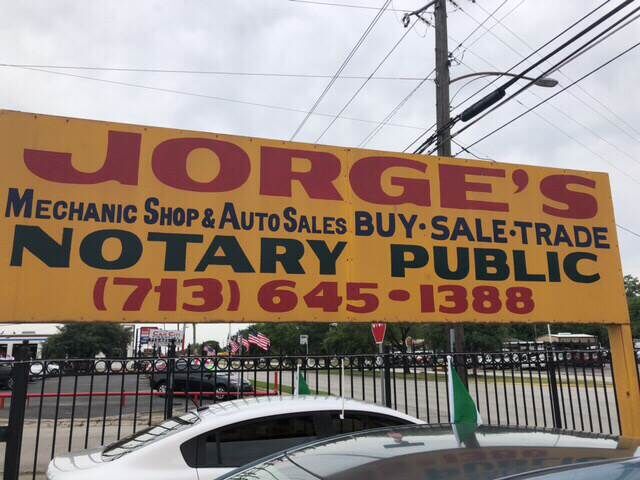 JORGE'S
MECHANIC SHOP & AUTO SALES BUY • SALE • TRADE
NOTARY PUBLIC
(713) 645 • 1388